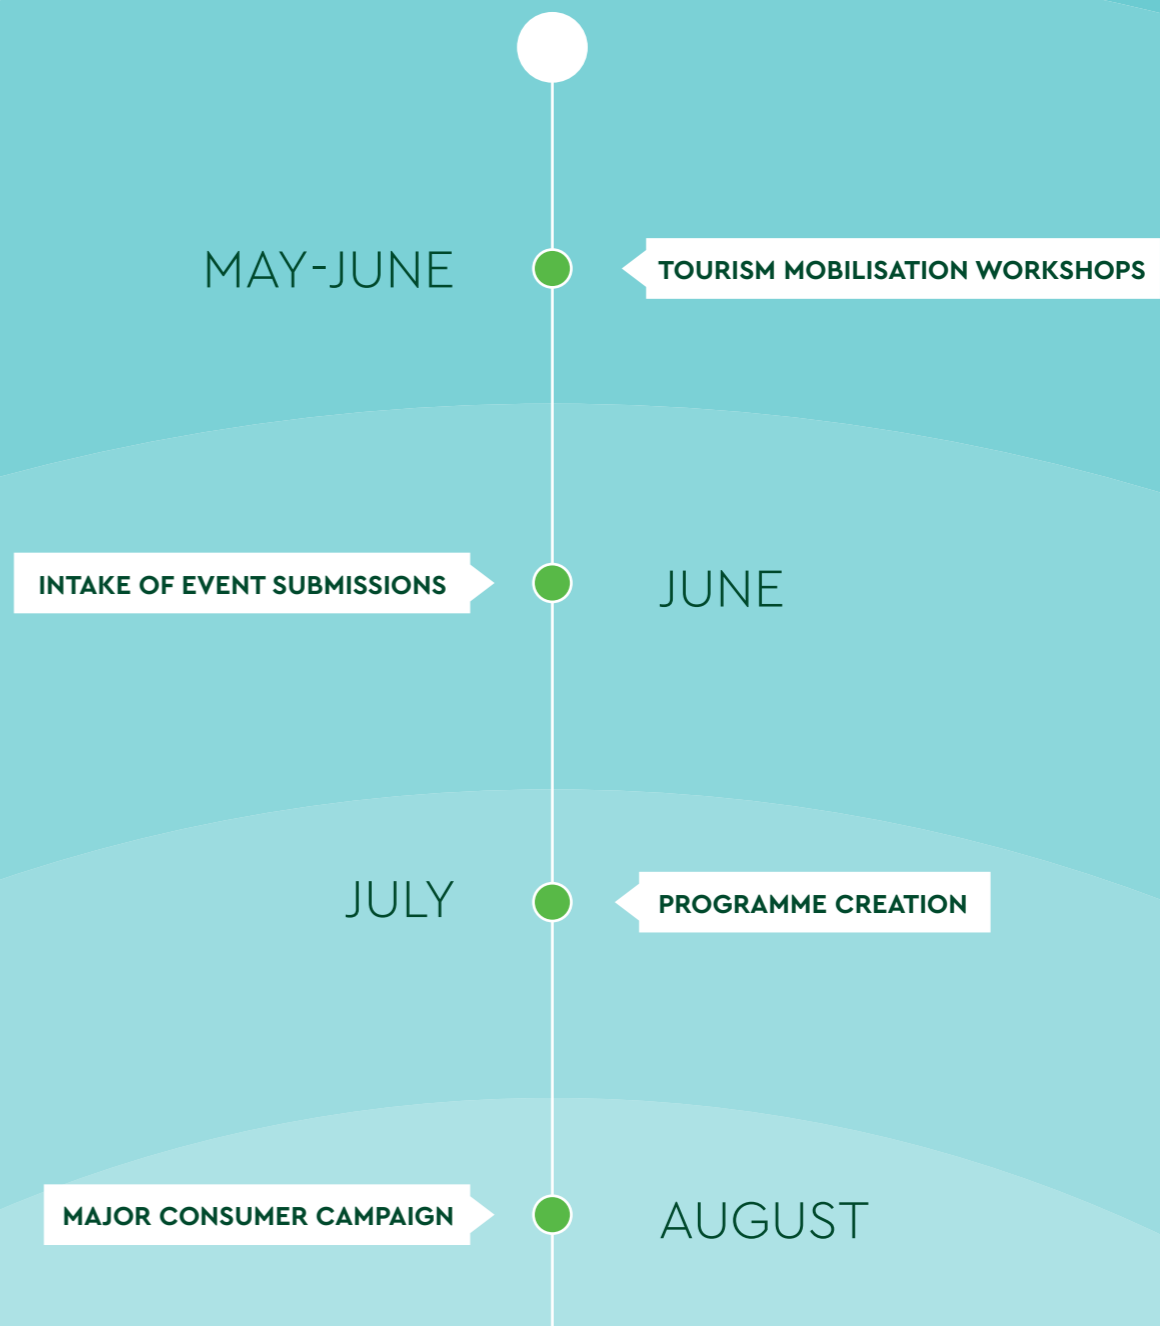 MAY-JUNE
TOURISM MOBILISATION WORKSHOPS
INTAKE OF EVENT SUBMISSIONS
JUNE
JULY
PROGRAMME CREATION
MAJOR CONSUMER CAMPAIGN
AUGUST